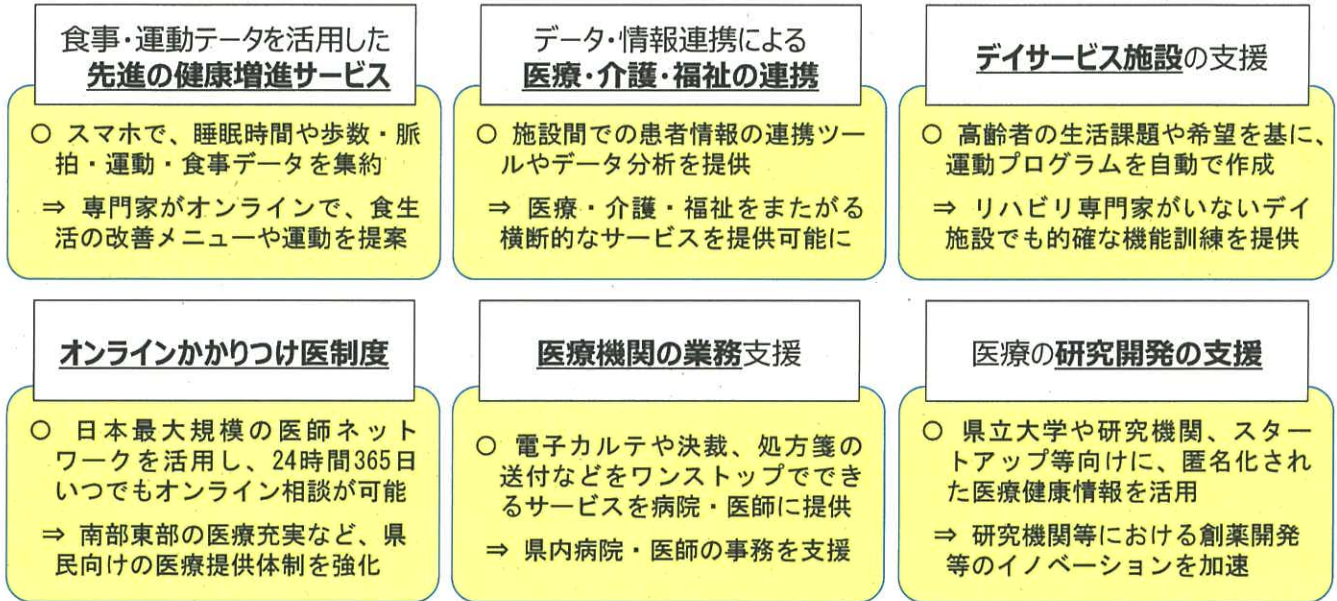 食事・運動データを活用した
先進の健康増進サービス
○ スマホで、睡眠時間や歩数・脈
拍・運動・食事データを集約
⇒ 専門家がオンラインで、食生
活の改善メニューや運動を提案
データ・情報連携による
医療・介護・福祉の連携
○ 施設間での患者情報の連携ツー
ルやデータ分析を提供
⇒ 医療・介護・福祉をまたがる
横断的なサービスを提供可能に
デイサービス施設の支援
○ 高齢者の生活課題や希望を基に、
運動プログラムを自動で作成
⇒ リハビリ専門家がいないデイ
施設でも的確な機能訓練を提供
オンラインかかりつけ医制度
○ 日本最大規模の医師ネット
ワークを活用し、24時間365日
いつでもオンライン相談が可能
⇒ 南部東部の医療充実など、県
民向けの医療提供体制を強化
医療機関の業務支援
○ 電子カルテや決裁、処方箋の
送付などをワンストップででき
るサービスを病院・医師に提供
⇒ 県内病院・医師の事務を支援
医療の研究開発の支援
○ 県立大学や研究機関、スター
トアップ等向けに、匿名化され
た医療健康情報を活用
⇒ 研究機関等における創薬開発
等のイノベーションを加速